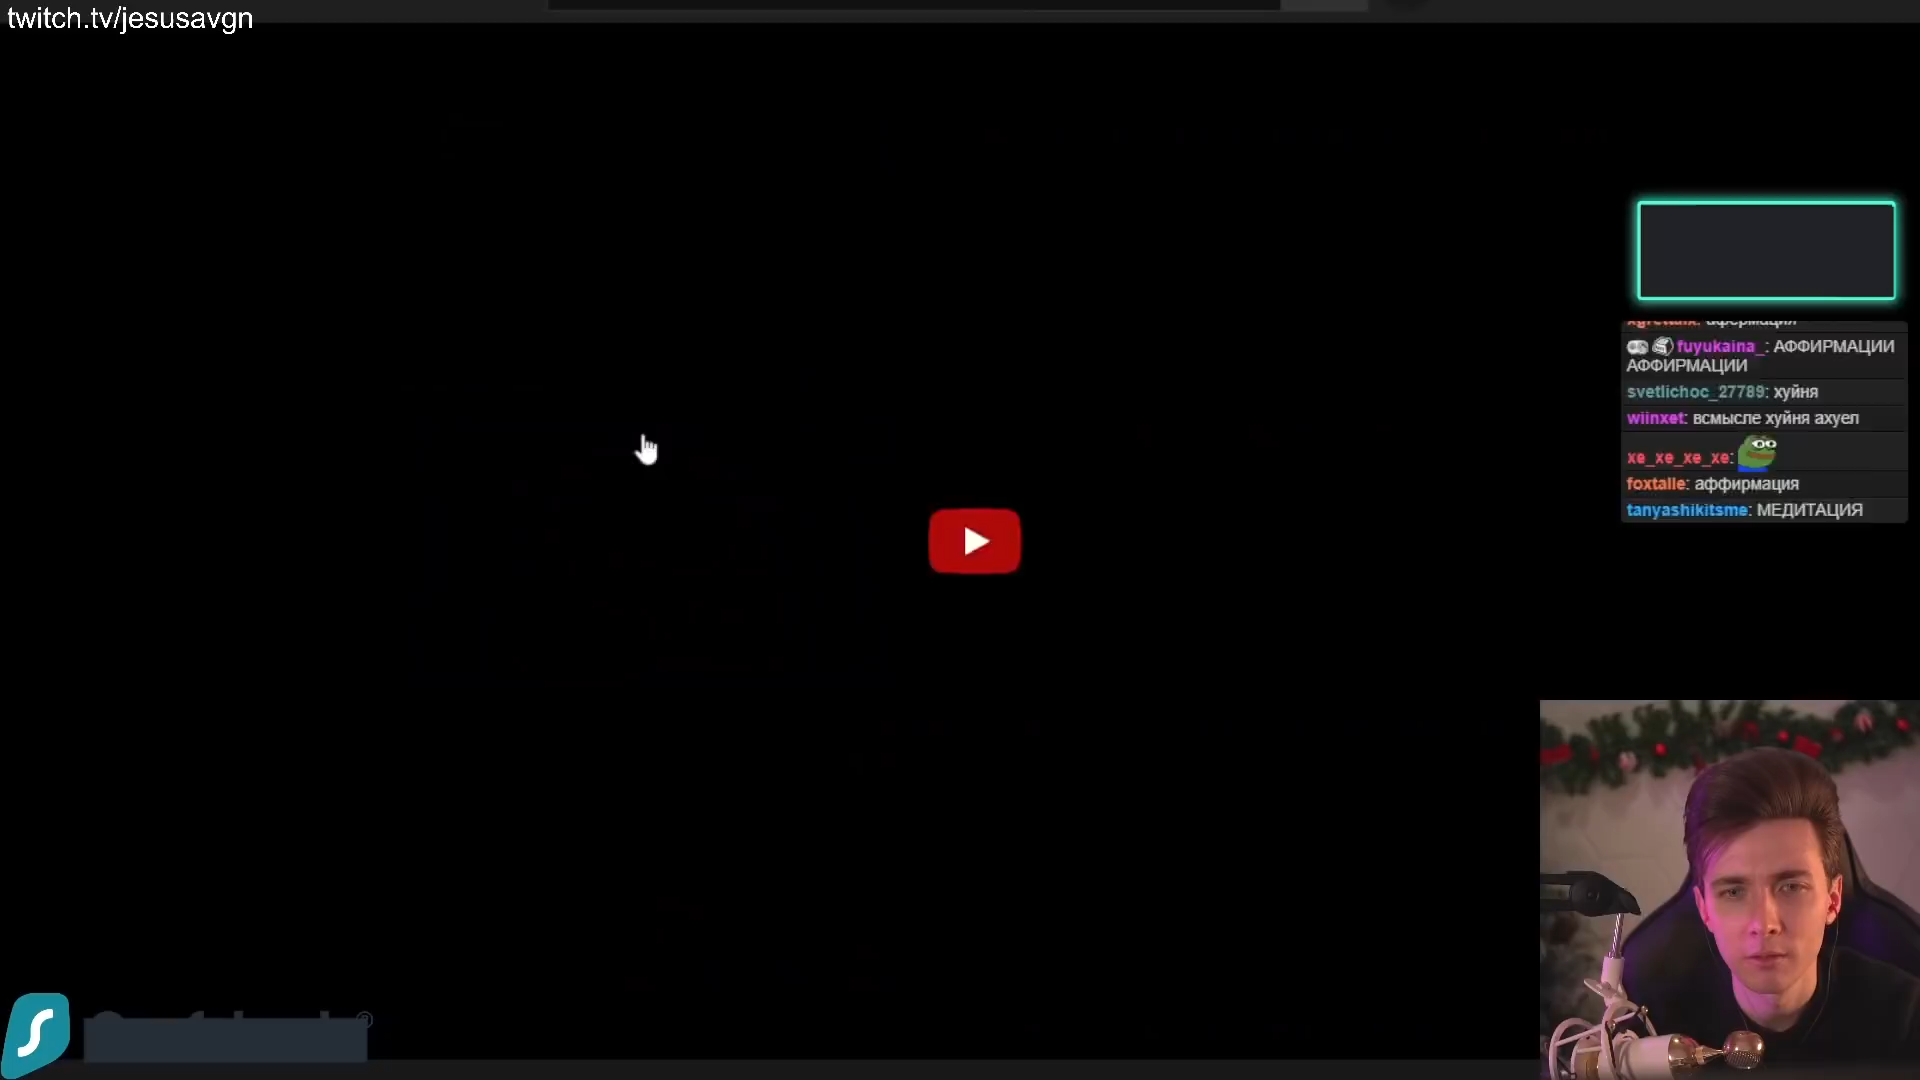 twitch.tv/jesusavgn
fuyukaina_: АФФИРМАЦИИ
АФФИРМАЦИИ
svetlichoc_27789: хуйня
wiinxet: всмысле хуйня ахуел
xe_xe_xe_xe:
foxtalle: аффирмация
tanyashikitsme: МЕДИТАЦИЯ